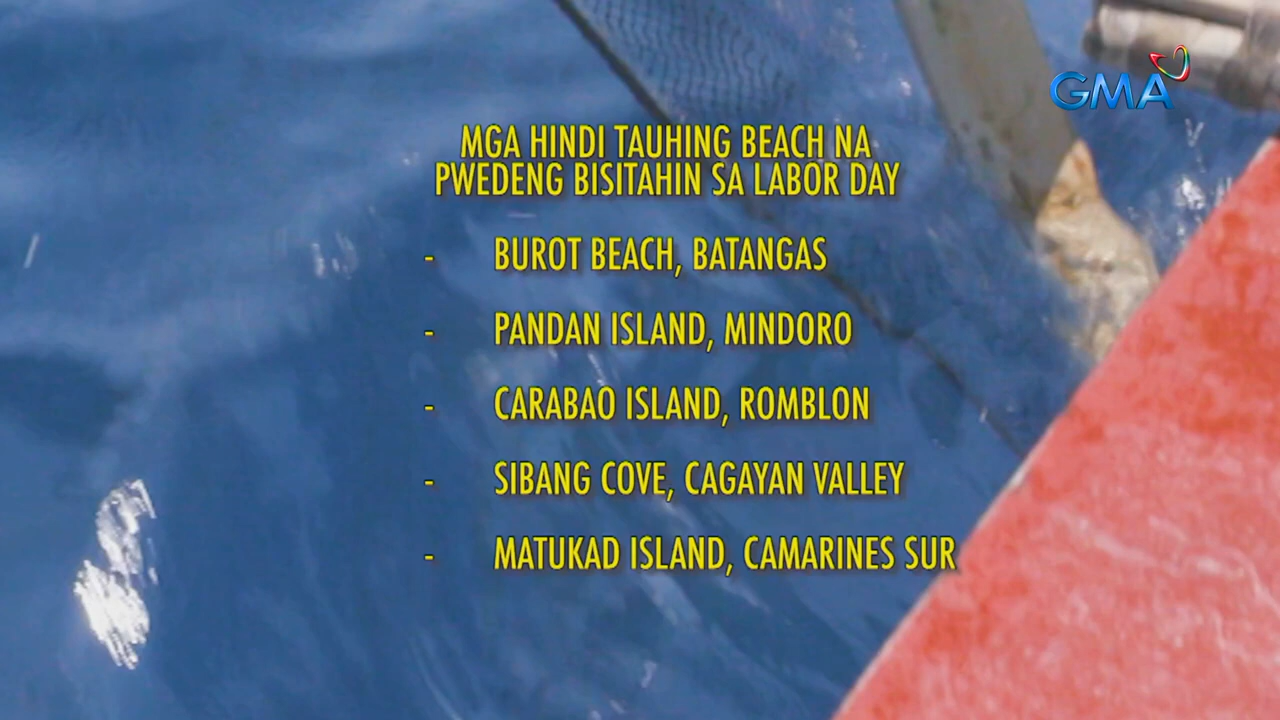 GMA
MGA HINDI TAUHING BEACH NA
PWEDENG BISITAHIN SA LABOR DAY
- BUROT BEACH, BATANGAS
- PANDAN ISLAND, MINDORO
- CARABAO ISLAND, ROMBLON
- SIBANG COVE, CAGAYAN VALLEY
- MATUKAD ISLAND, CAMARINES SUR